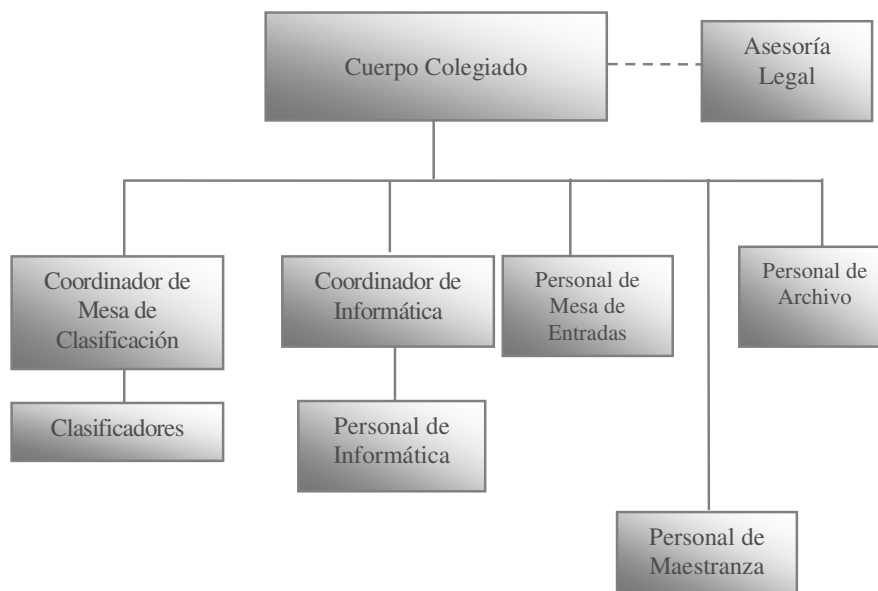 Cuerpo Colegiado
Asesoría
Legal
Coordinador de
Mesa de
Clasificación
Coordinador de
Informática
Personal de
Mesa de
Entradas
Personal de
Archivo
Clasificadores
Personal de
Informática
Personal de
Maestranza